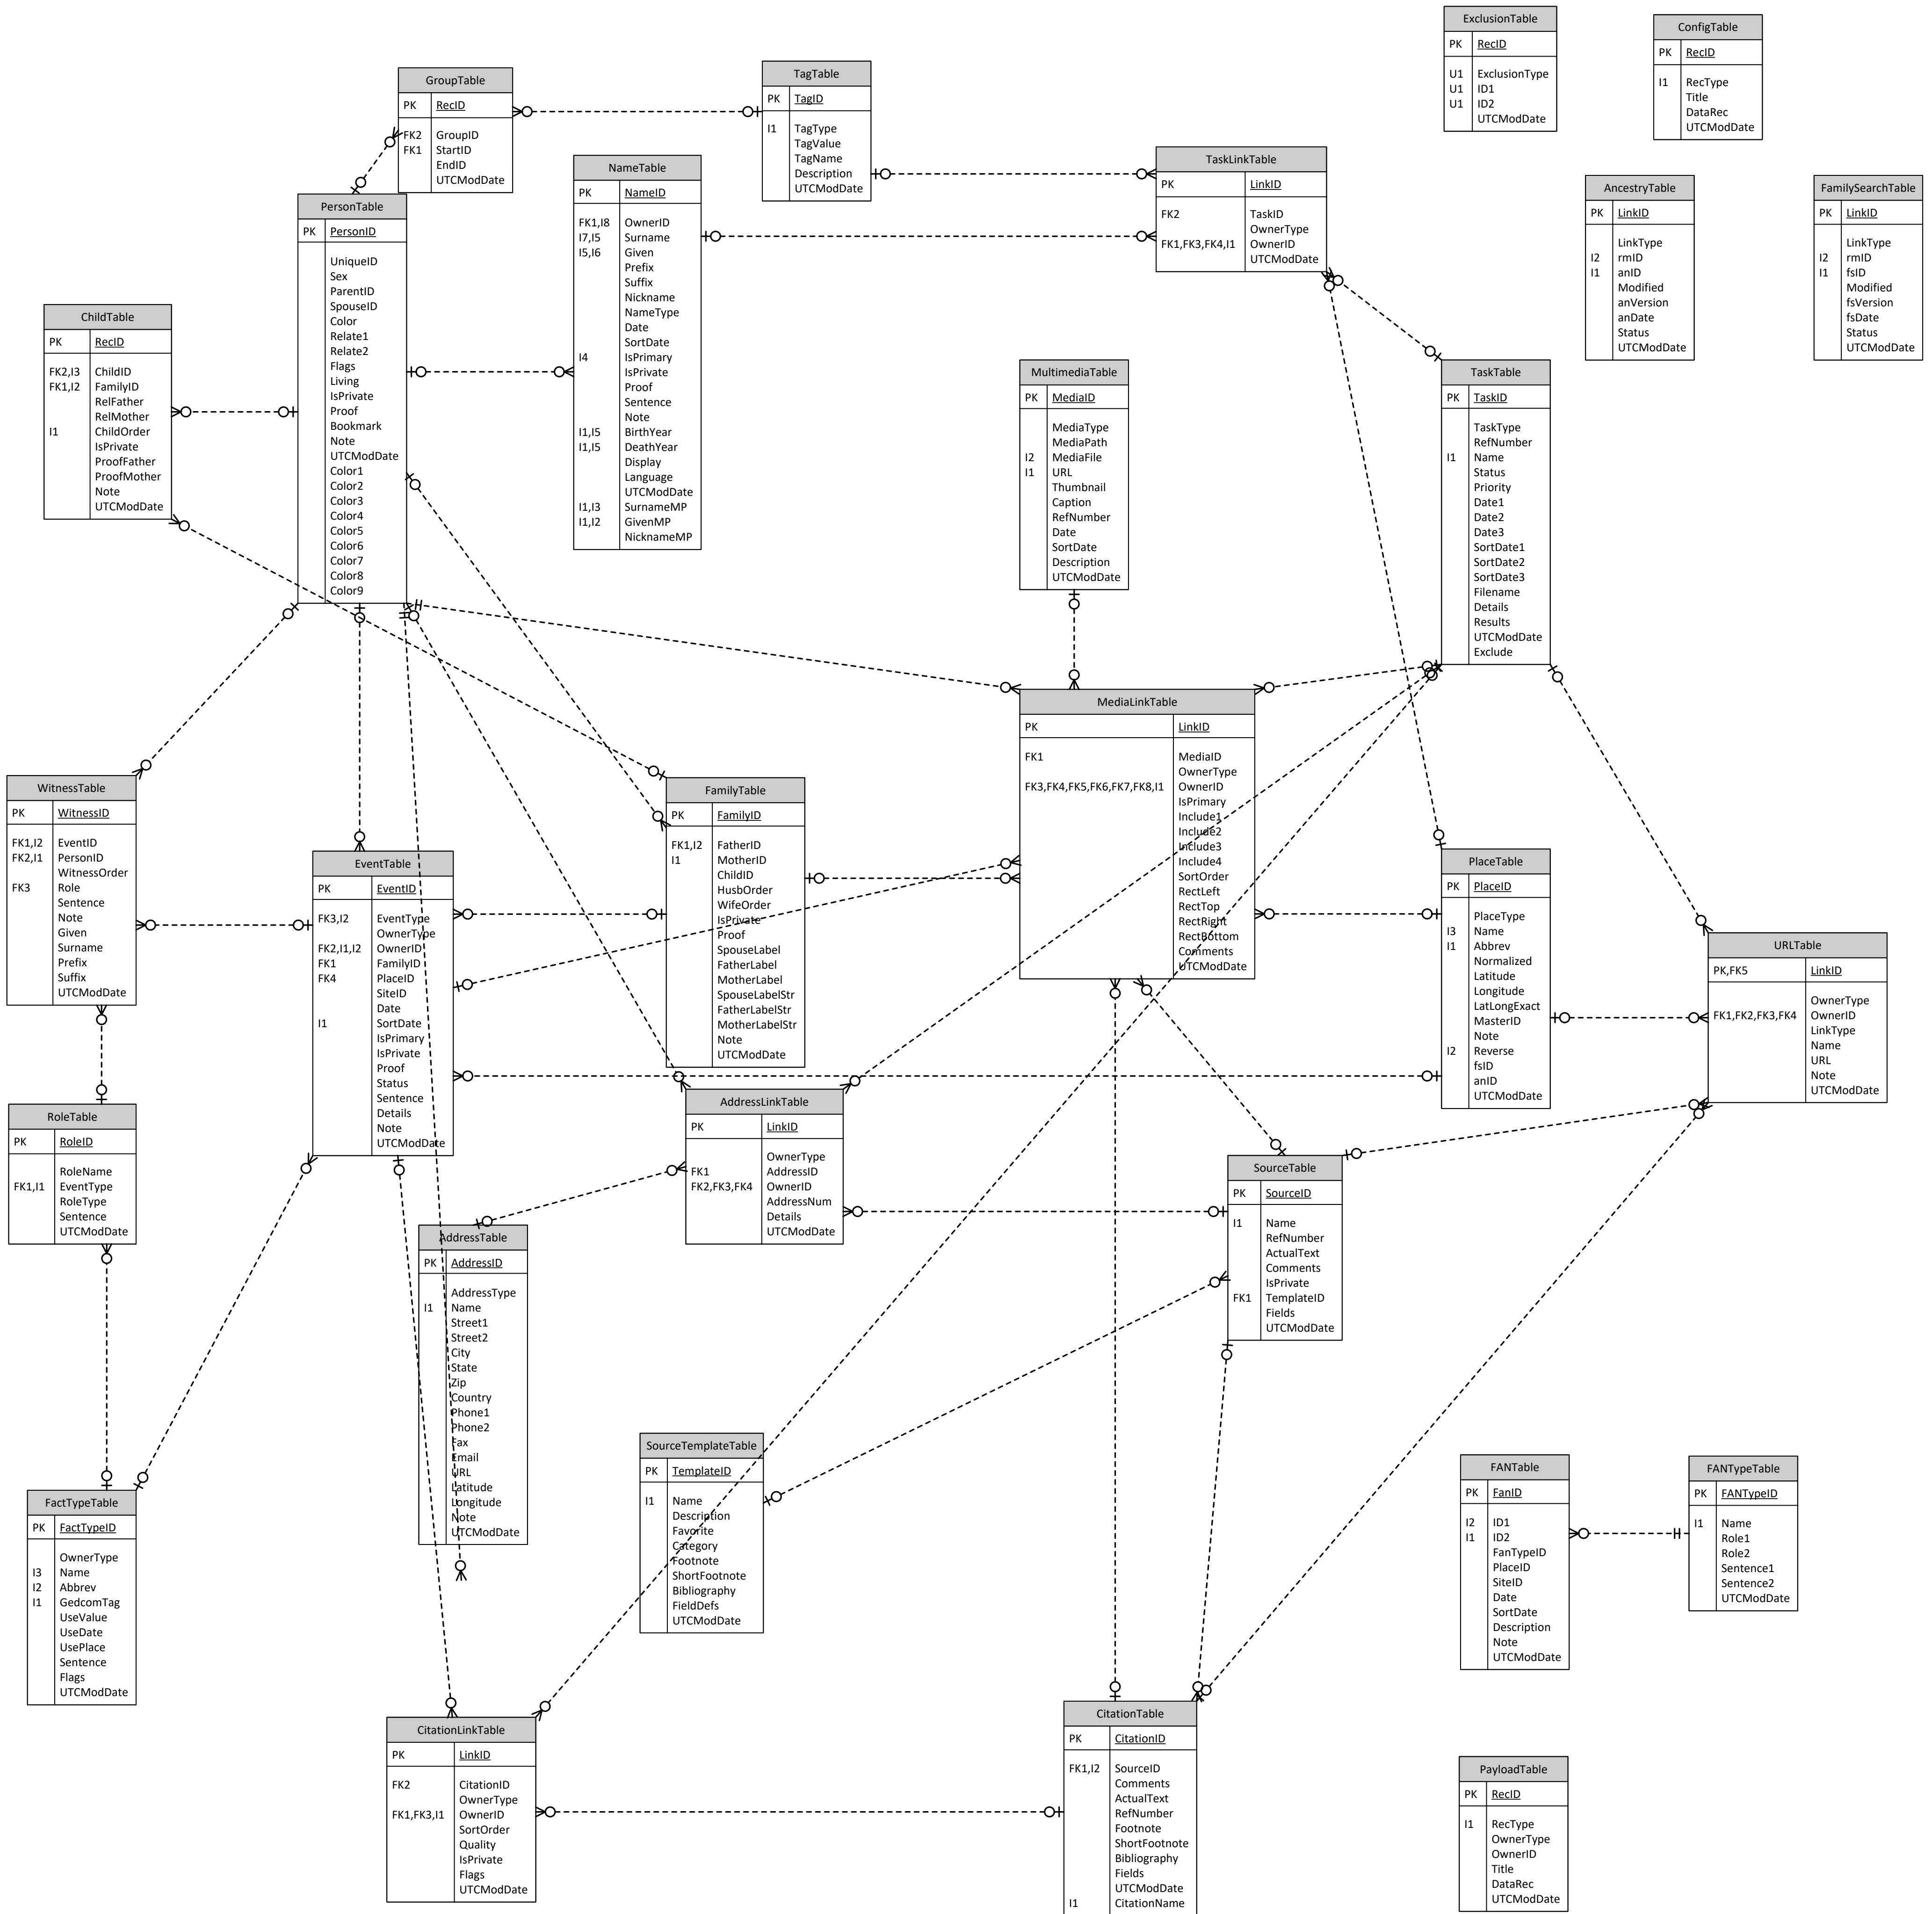 ExclusionTable
PK RecID
U1 ExclusionType
U1 ID1
U1 ID2
UTCModDate
ConfigTable
PK RecID
I1 RecType
Title
DataRec
UTCModDate
GroupTable
PK RecID
FK2 GroupID
FK1 StartID
EndID
UTCModDate
TagTable
PK TagID
I1 TagType
TagValue
TagName
Description
UTCModDate
NameTable
PK NameID
FK1,I8 OwnerID
I7,I5 Surname
I5,I6 Given
Prefix
Suffix
Nickname
NameType
Date
SortDate
I4 IsPrimary
IsPrivate
Proof
Sentence
Note
I1,I5 BirthYear
I1,I5 DeathYear
Display
Language
UTCModDate
I1,I3 SurnameMP
I1,I2 GivenMP
NicknameMP
TaskLinkTable
PK LinkID
FK2 TaskID
OwnerType
FK1,FK3,FK4,I1 OwnerID
UTCModDate
AncestryTable
PK LinkID
LinkType
I2 rmID
I1 anID
Modified
anVersion
anDate
Status
UTCModDate
FamilySearchTable
PK LinkID
LinkType
I2 rmID
I1 fsID
Modified
fsVersion
fsDate
Status
UTCModDate
PersonTable
PK PersonID
UniqueID
Sex
ParentID
SpouseID
Color
Relate1
Relate2
Flags
Living
IsPrivate
Proof
Bookmark
Note
UTCModDate
Color1
Color2
Color3
Color4
Color5
Color6
Color7
Color8
Color9
ChildTable
PK RecID
FK2,I3 ChildID
FK1,I2 FamilyID
RelFather
RelMother
I1 ChildOrder
IsPrivate
ProofFather
ProofMother
Note
UTCModDate
MultimediaTable
PK MediaID
MediaType
MediaPath
I2 MediaFile
I1 URL
Thumbnail
Caption
RefNumber
Date
SortDate
Description
UTCModDate
TaskTable
PK TaskID
TaskType
RefNumber
I1 Name
Status
Priority
Date1
Date2
Date3
SortDate1
SortDate2
SortDate3
Filename
Details
Results
UTCModDate
Exclude
MediaLinkTable
PK LinkID
FK1 MediaID
OwnerType
FK3,FK4,FK5,FK6,FK7,FK8,I1 OwnerID
IsPrimary
Include1
Include2
Include3
Include4
SortOrder
RectLeft
RectTop
RectRight
RectBottom
Comments
UTCModDate
WitnessTable
PK WitnessID
FK1,I2 EventID
FK2,I1 PersonID
WitnessOrder
FK3 Role
Sentence
Note
Given
Surname
Prefix
Suffix
UTCModDate
FamilyTable
PK FamilyID
FK1,I2 FatherID
I1 MotherID
ChildID
HusbOrder
WifeOrder
IsPrivate
Proof
SpouseLabel
FatherLabel
MotherLabel
SpouseLabelStr
FatherLabelStr
MotherLabelStr
Note
UTCModDate
EventTable
PK EventID
FK3,I2 EventType
OwnerType
FK2,I1,I2 OwnerID
FK1 FamilyID
FK4 PlaceID
SiteID
Date
I1 SortDate
IsPrimary
IsPrivate
Proof
Status
Sentence
Details
Note
UTCModDate
PlaceTable
PK PlaceID
PlaceType
I3 Name
I1 Abbrev
Normalized
Latitude
Longitude
LatLongExact
MasterID
Note
I2 Reverse
fsID
anID
UTCModDate
URLTable
PK,FK5 LinkID
OwnerType
FK1,FK2,FK3,FK4 OwnerID
LinkType
Name
URL
Note
UTCModDate
RoleTable
PK RoleID
RoleName
FK1,I1 EventType
RoleType
Sentence
UTCModDate
AddressLinkTable
PK LinkID
OwnerType
FK1 AddressID
FK2,FK3,FK4 OwnerID
AddressNum
Details
UTCModDate
SourceTable
PK SourceID
I1 Name
RefNumber
ActualText
Comments
IsPrivate
FK1 TemplateID
Fields
UTCModDate
AddressTable
PK AddressID
AddressType
I1 Name
Street1
Street2
City
State
Zip
Country
Phone1
Phone2
Fax
Email
URL
Latitude
Longitude
Note
UTCModDate
SourceTemplateTable
PK TemplateID
I1 Name
Description
Favorite
Category
Footnote
ShortFootnote
Bibliography
FieldDefs
UTCModDate
FANTable
PK FanID
I2 ID1
I1 ID2
FanTypeID
PlaceID
SiteID
Date
SortDate
Description
Note
UTCModDate
FANTypeTable
PK FANTypeID
I1 Name
Role1
Role2
Sentence1
Sentence2
UTCModDate
FactTypeTable
PK FactTypeID
OwnerType
I3 Name
I2 Abbrev
I1 GedcomTag
UseValue
UseDate
UsePlace
Sentence
Flags
UTCModDate
CitationLinkTable
PK LinkID
FK2 CitationID
OwnerType
FK1,FK3,I1 OwnerID
SortOrder
Quality
IsPrivate
Flags
UTCModDate
CitationTable
PK CitationID
FK1,I2 SourceID
Comments
ActualText
RefNumber
Footnote
ShortFootnote
Bibliography
Fields
UTCModDate
I1 CitationName
PayloadTable
PK RecID
I1 RecType
OwnerType
OwnerID
Title
DataRec
UTCModDate